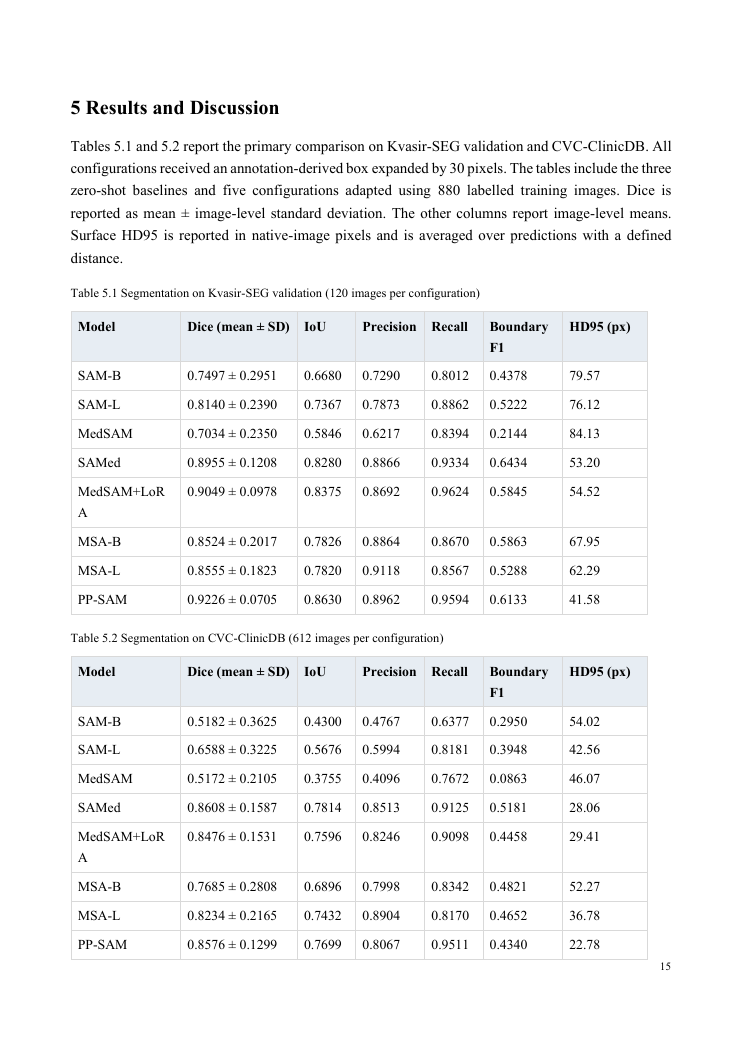 5 Results and Discussion
Tables 5.1 and 5.2 report the primary comparison on Kvasir-SEG validation and CVC-ClinicDB. All
configurations received an annotation-derived box expanded by 30 pixels. The tables include the three
zero-shot baselines and five configurations adapted using 880 labelled training images. Dice is
reported as mean ± image-level standard deviation. The other columns report image-level means.
Surface HD95 is reported in native-image pixels and is averaged over predictions with a defined
distance.
Table 5.1 Segmentation on Kvasir-SEG validation (120 images per configuration)
Model Dice (mean ± SD) IoU Precision Recall Boundary HD95 (px)
F1
SAM-B 0.7497 ± 0.2951 0.6680 0.7290 0.8012 0.4378 79.57
SAM-L 0.8140 ± 0.2390 0.7367 0.7873 0.8862 0.5222 76.12
MedSAM 0.7034 ± 0.2350 0.5846 0.6217 0.8394 0.2144 84.13
SAMed 0.8955 ± 0.1208 0.8280 0.8866 0.9334 0.6434 53.20
MedSAM+LoR 0.9049 ± 0.0978 0.8375 0.8692 0.9624 0.5845 54.52
A
MSA-B 0.8524 ± 0.2017 0.7826 0.8864 0.8670 0.5863 67.95
MSA-L 0.8555 ± 0.1823 0.7820 0.9118 0.8567 0.5288 62.29
PP-SAM 0.9226 ± 0.0705 0.8630 0.8962 0.9594 0.6133 41.58
Table 5.2 Segmentation on CVC-ClinicDB (612 images per configuration)
Model Dice (mean ± SD) IoU Precision Recall Boundary HD95 (px)
F1
SAM-B 0.5182 ± 0.3625 0.4300 0.4767 0.6377 0.2950 54.02
SAM-L 0.6588 ± 0.3225 0.5676 0.5994 0.8181 0.3948 42.56
MedSAM 0.5172 ± 0.2105 0.3755 0.4096 0.7672 0.0863 46.07
SAMed 0.8608 ± 0.1587 0.7814 0.8513 0.9125 0.5181 28.06
MedSAM+LoR 0.8476 ± 0.1531 0.7596 0.8246 0.9098 0.4458 29.41
A
MSA-B 0.7685 ± 0.2808 0.6896 0.7998 0.8342 0.4821 52.27
MSA-L 0.8234 ± 0.2165 0.7432 0.8904 0.8170 0.4652 36.78
PP-SAM 0.8576 ± 0.1299 0.7699 0.8067 0.9511 0.4340 22.78
15